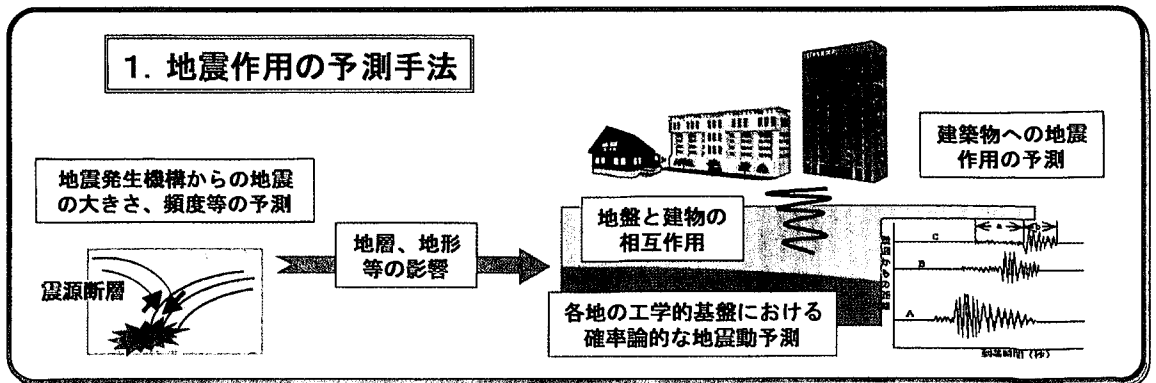 1. 地震作用の予測手法
地震発生機構からの地震
の大きさ、頻度等の予測
震源断層
地層、地形
等の影響
建築物への地震
作用の予測
地盤と建物の
相互作用
各地の工学的基盤における
確率論的な地震動予測
C
B
A